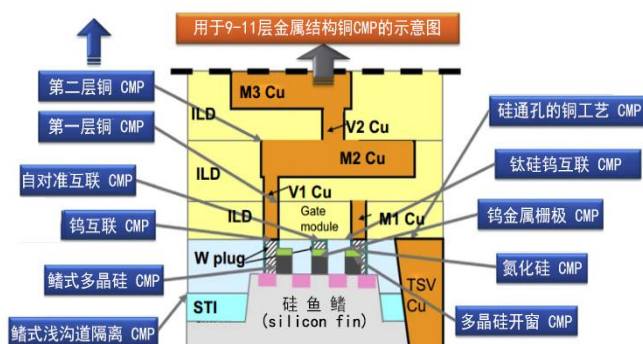 用于9-11层金属结构铜CMP的示意图
第二层铜 CMP
第一层铜 CMP
自对准互联 CMP
钨互联 CMP
鳍式多晶硅 CMP
鳍式浅沟道隔离 CMP
M3 Cu
ILD
V2 Cu
M2 Cu
ILD
V1 Cu
ILD
Gate
module
M1 Cu
W plug
STI
硅鱼鳍
(silicon fin)
TSV
Cu
硅通孔的铜工艺 CMP
钛硅钨互联 CMP
钨金属栅极 CMP
氮化硅 CMP
多晶硅开窗 CMP